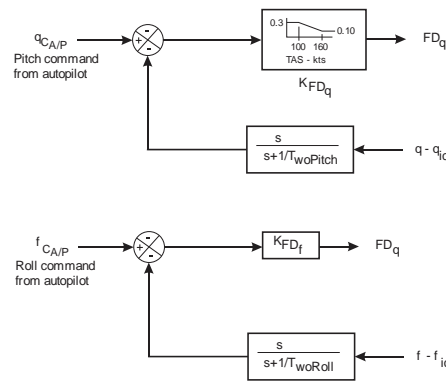 q C A/P
Pitch command
from autopilot
+
-
-
0.3
0.10
100 160
TAS - kts
K FD q
FD q
s
s+1/T woPitch
q - q ic
f C A/P
Roll command
from autopilot
+
-
-
K FD f
FD q
s
s+1/T woRoll
f - f ic